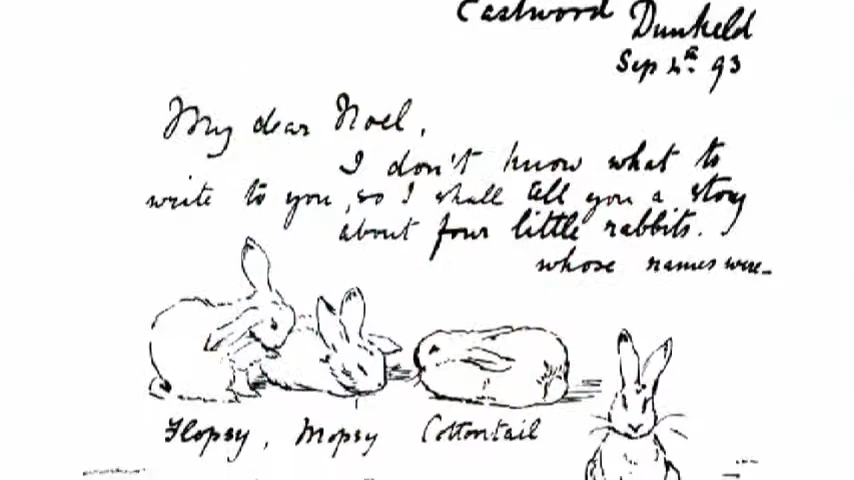 Eastwood Dunkeld
Sep 4th 93
My dear Noel,
I don't know what to
write to you, so I shall tell you a story
about four little rabbits.
whose names were_
Flopsy, Mopsy Cottontail